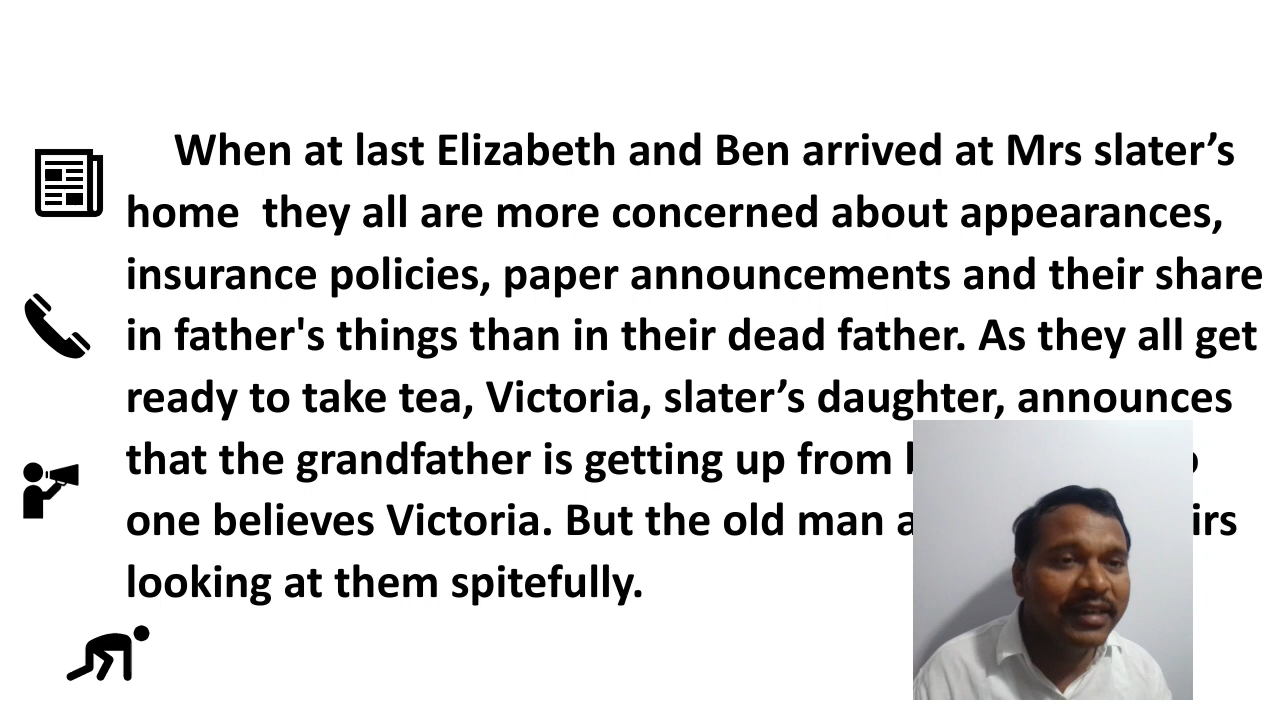 When at last Elizabeth and Ben arrived at Mrs slater’s
home they all are more concerned about appearances,
insurance policies, paper announcements and their share
in father's things than in their dead father. As they all get
ready to take tea, Victoria, slater’s daughter, announces
that the grandfather is getting up from
one believes Victoria. But the old man
looking at them spitefully.